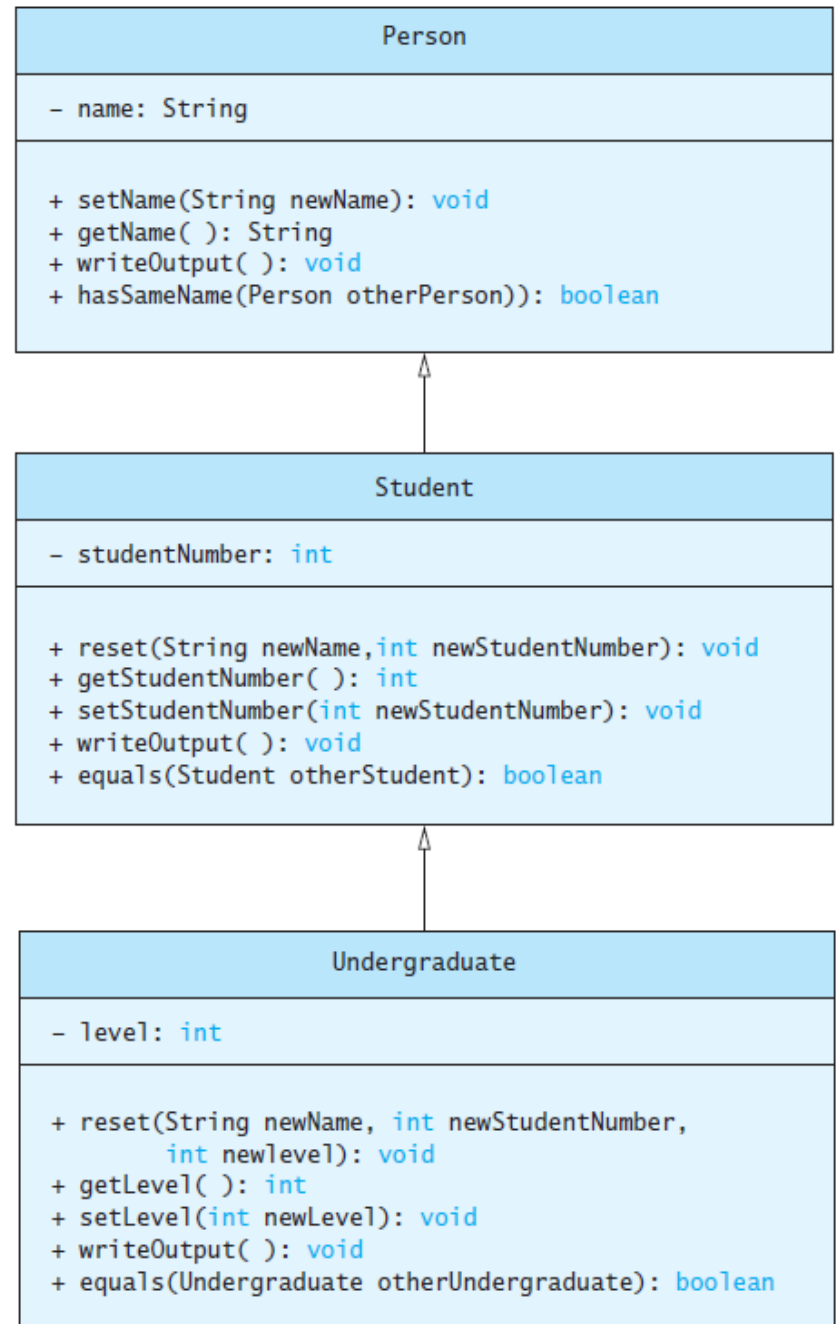 Person
– name: String
+ setName(String newName): void
+ getName( ): String
+ writeOutput( ): void
+ hasSameName(Person otherPerson)): boolean
Student
– studentNumber: int
+ reset(String newName,int newStudentNumber): void
+ getStudentNumber( ): int
+ setStudentNumber(int newStudentNumber): void
+ writeOutput( ): void
+ equals(Student otherStudent): boolean
Undergraduate
– level: int
+ reset(String newName, int newStudentNumber,
int newlevel): void
+ getLevel( ): int
+ setLevel(int newLevel): void
+ writeOutput( ): void
+ equals(Undergraduate otherUndergraduate): boolean